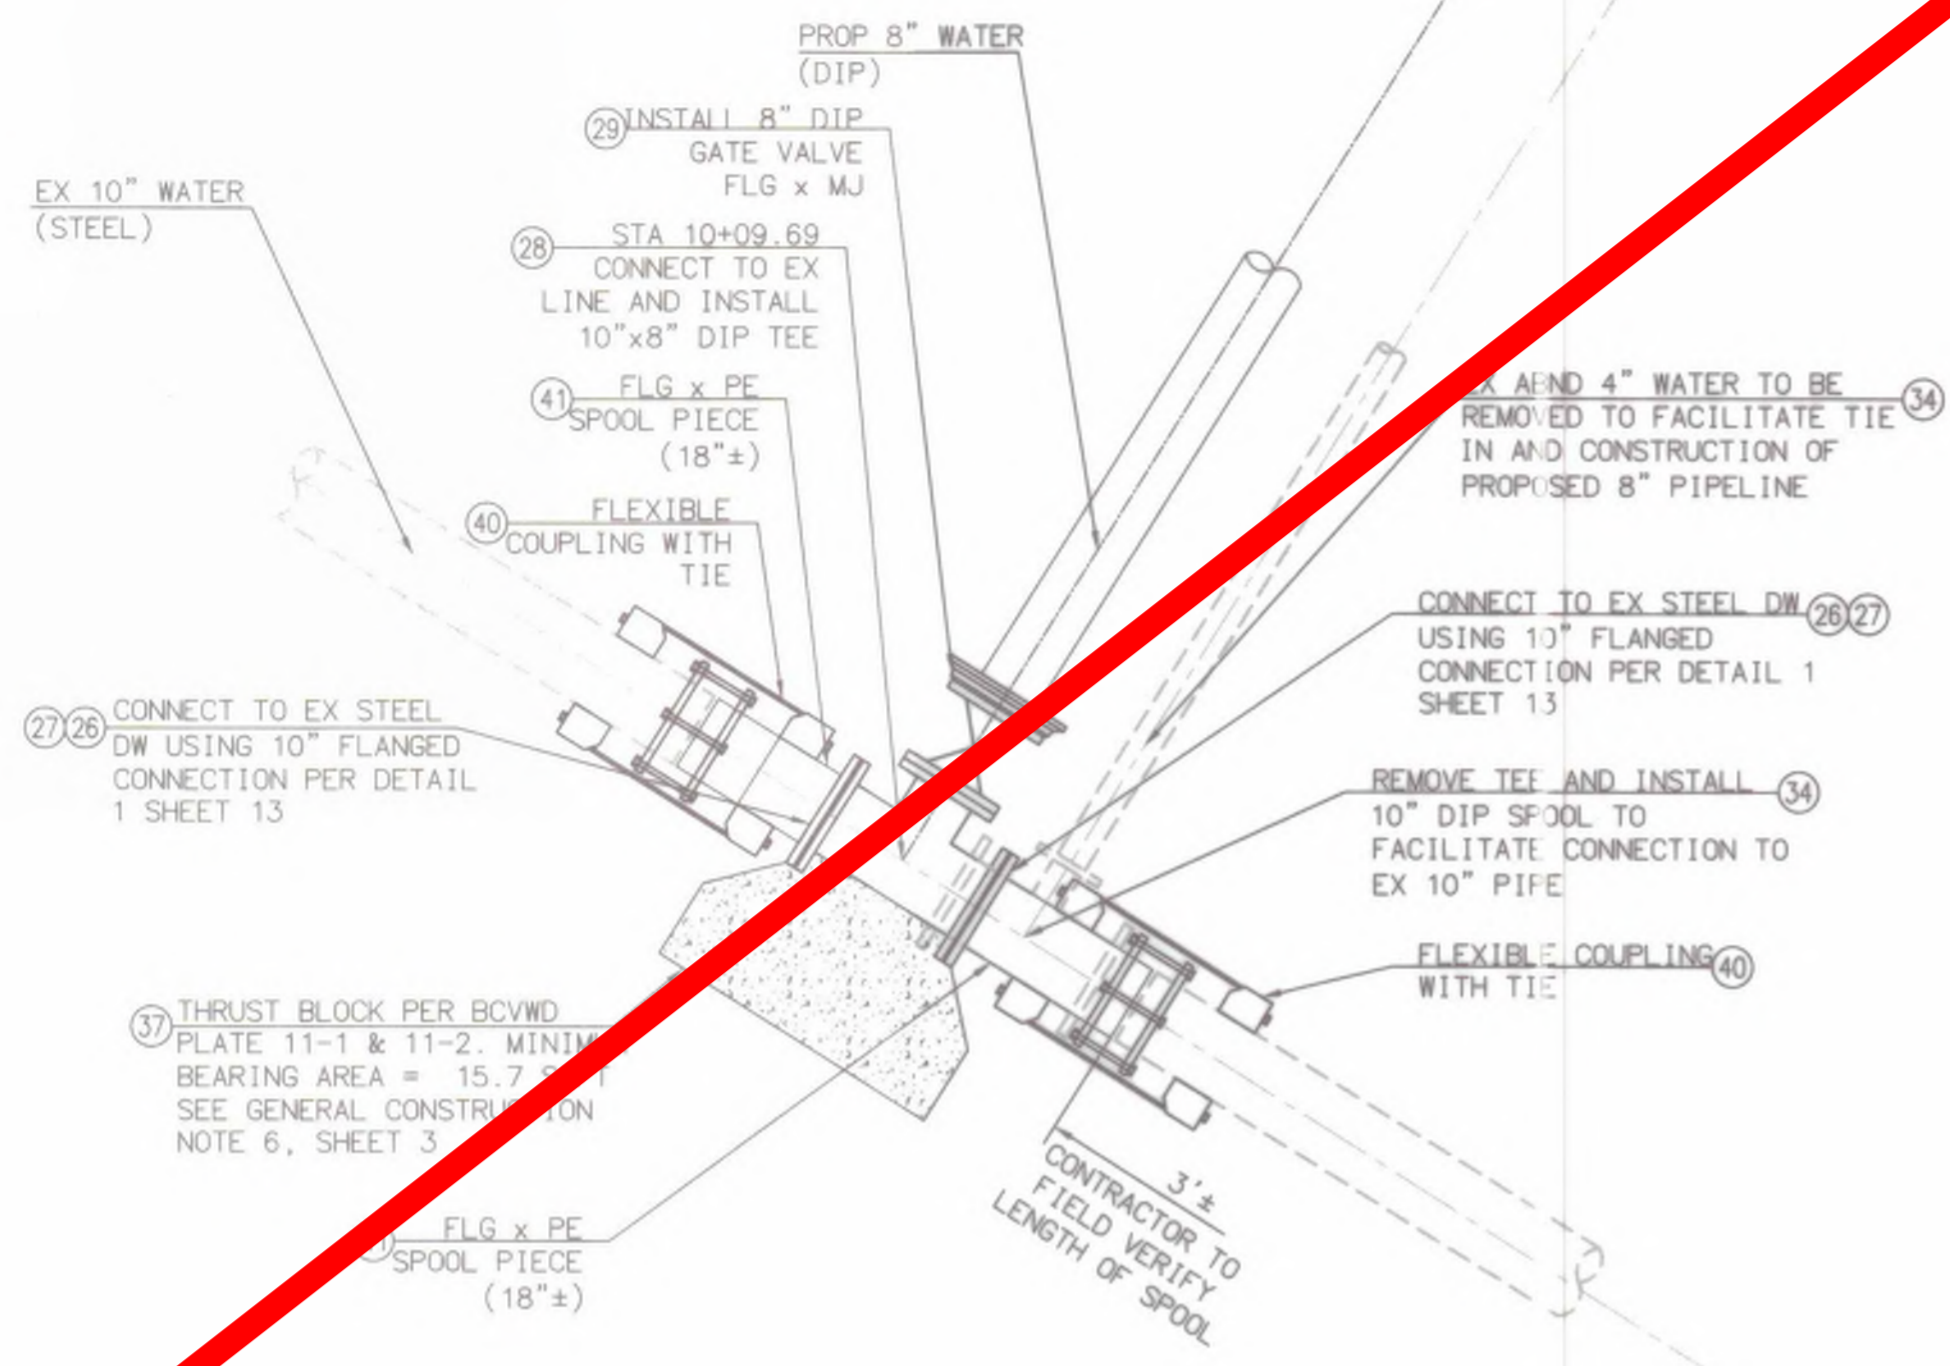 PROP 8" WATER
(DIP)
29 INSTALL 8" DIP
GATE VALVE
FLG x MJ
EX 10" WATER
(STEEL)
28 STA 10+09.69
CONNECT TO EX
LINE AND INSTALL
10"x8" DIP TEE
41 FLG x PE
SPOOL PIECE
(18"±)
40 FLEXIBLE
COUPLING WITH
TIE
27 26 CONNECT TO EX STEEL
DW USING 10" FLANGED
CONNECTION PER DETAIL
1 SHEET 13
37 THRUST BLOCK PER BCVWD
PLATE 11-1 & 11-2.
BEARING AREA = 15.7
SEE GENERAL CONSTRUCTION
NOTE 6, SHEET 3
FLG x PE
SPOOL PIECE
(18"±)
EX ABND 4" WATER TO BE 34
REMOVED TO FACILITATE TIE
IN AND CONSTRUCTION OF
PROPOSED 8" PIPELINE
CONNECT TO EX STEEL DW 26 27
USING 10" FLANGED
CONNECTION PER DETAIL 1
SHEET 13
REMOVE TEE AND INSTALL 34
10" DIP SPOOL TO
FACILITATE CONNECTION TO
EX 10" PIPE
FLEXIBLE COUPLING 40
WITH TIE
3'±
CONTRACTOR TO
FIELD VERIFY
LENGTH OF SPOOL